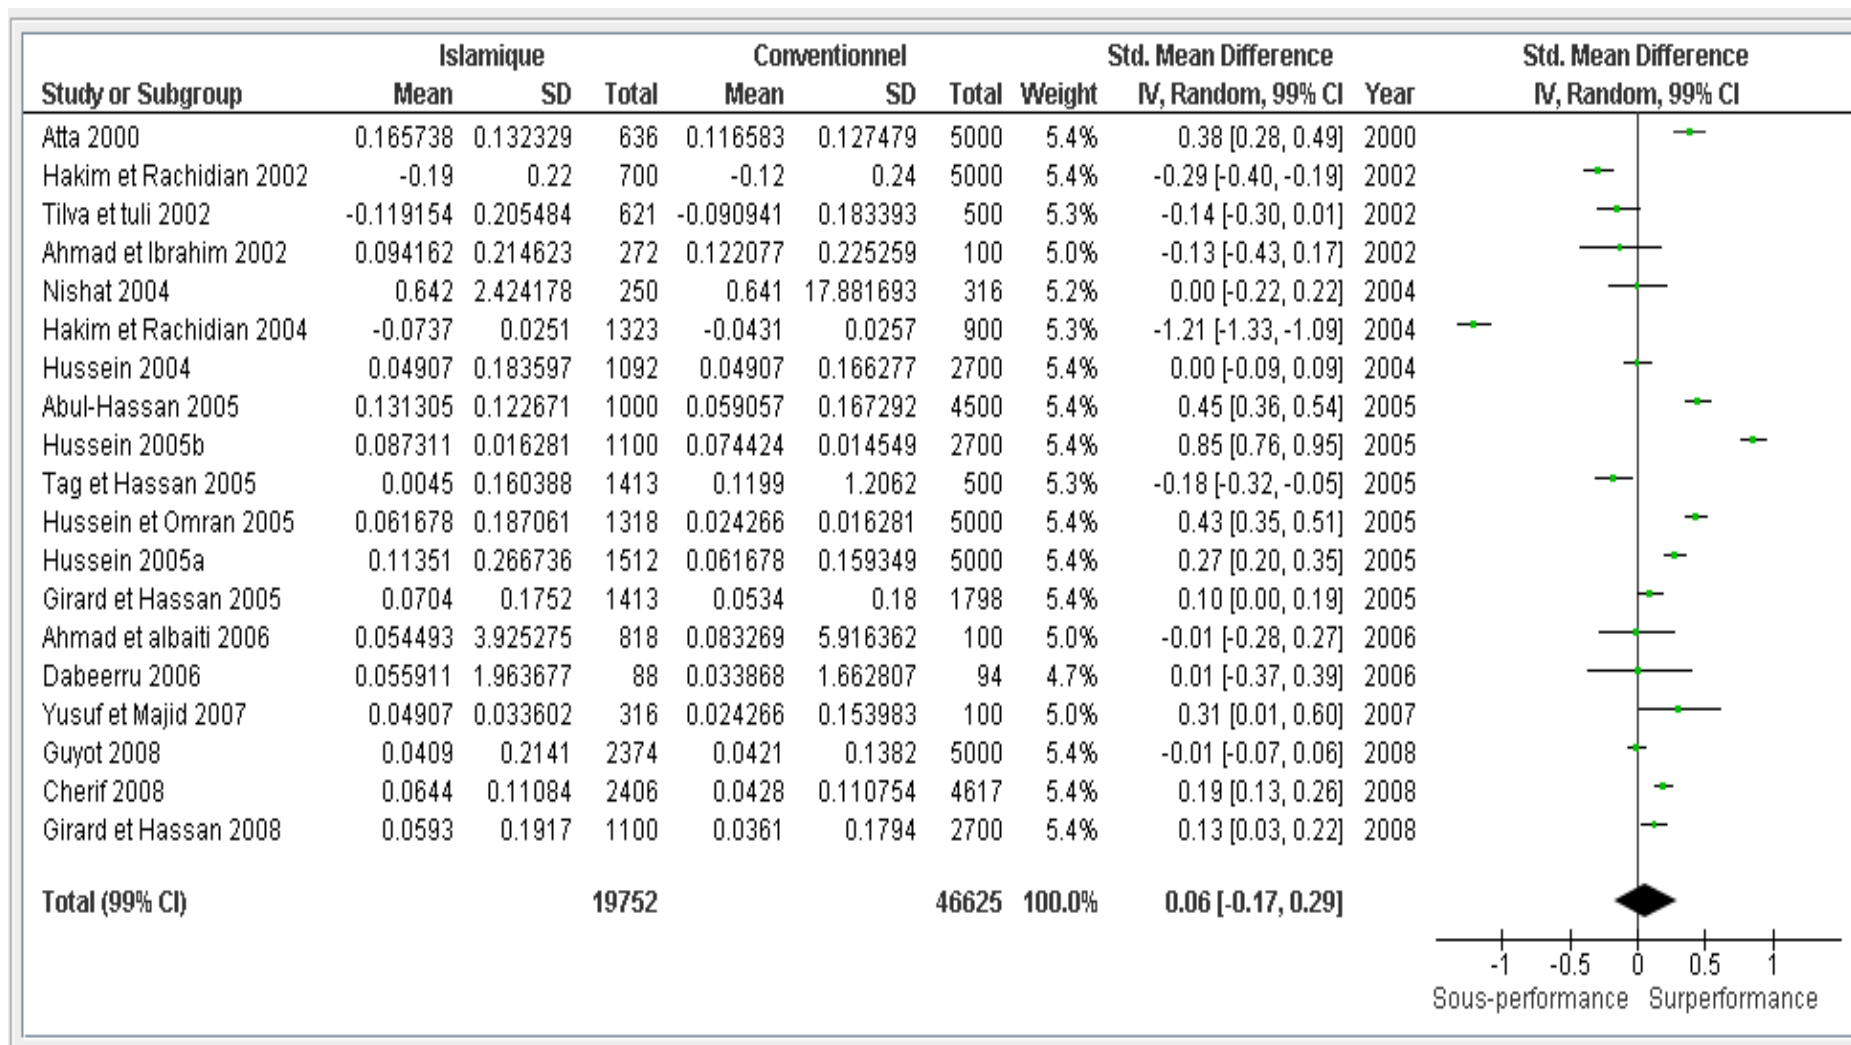 Islamique Conventionnel Std. Mean Difference Std. Mean Difference
Study or Subgroup Mean SD Total Mean SD Total Weight IV, Random, 99% CI Year IV, Random, 99% CI
Atta 2000 0.165738 0.132329 636 0.116583 0.127479 5000 5.4% 0.38 [0.28, 0.49] 2000
Hakim et Rachidian 2002 -0.19 0.22 700 -0.12 0.24 5000 5.4% -0.29 [-0.40, -0.19] 2002
Tilva et tuli 2002 -0.119154 0.205484 621 -0.090941 0.183393 500 5.3% -0.14 [-0.30, 0.01] 2002
Ahmad et Ibrahim 2002 0.094162 0.214623 272 0.122077 0.225259 100 5.0% -0.13 [-0.43, 0.17] 2002
Nishat 2004 0.642 2.424178 250 0.641 17.881693 316 5.2% 0.00 [-0.22, 0.22] 2004
Hakim et Rachidian 2004 -0.0737 0.0251 1323 -0.0431 0.0257 900 5.3% -1.21 [-1.33, -1.09] 2004
Hussein 2004 0.04907 0.183597 1092 0.04907 0.166277 2700 5.4% 0.00 [-0.09, 0.09] 2004
Abul-Hassan 2005 0.131305 0.122671 1000 0.059057 0.167292 4500 5.4% 0.45 [0.36, 0.54] 2005
Hussein 2005b 0.087311 0.016281 1100 0.074424 0.014549 2700 5.4% 0.85 [0.76, 0.95] 2005
Tag et Hassan 2005 0.0045 0.160388 1413 0.1199 1.2062 500 5.3% -0.18 [-0.32, -0.05] 2005
Hussein et Omran 2005 0.061678 0.187061 1318 0.024266 0.016281 5000 5.4% 0.43 [0.35, 0.51] 2005
Hussein 2005a 0.11351 0.266736 1512 0.061678 0.159349 5000 5.4% 0.27 [0.20, 0.35] 2005
Girard et Hassan 2005 0.0704 0.1752 1413 0.0534 0.18 1798 5.4% 0.10 [0.00, 0.19] 2005
Ahmad et albaiti 2006 0.054493 3.925275 818 0.083269 5.916362 100 5.0% -0.01 [-0.28, 0.27] 2006
Dabeerru 2006 0.055911 1.963677 88 0.033868 1.662807 94 4.7% 0.01 [-0.37, 0.39] 2006
Yusuf et Majid 2007 0.04907 0.033602 316 0.024266 0.153983 100 5.0% 0.31 [0.01, 0.60] 2007
Guyot 2008 0.0409 0.2141 2374 0.0421 0.1382 5000 5.4% -0.01 [-0.07, 0.06] 2008
Cherif 2008 0.0644 0.11084 2406 0.0428 0.110754 4617 5.4% 0.19 [0.13, 0.26] 2008
Girard et Hassan 2008 0.0593 0.1917 1100 0.0361 0.1794 2700 5.4% 0.13 [0.03, 0.22] 2008
Total (99% CI) 19752 46625 100.0% 0.06 [-0.17, 0.29]
-1 -0.5 0 0.5 1
Sous-performance Surperformance